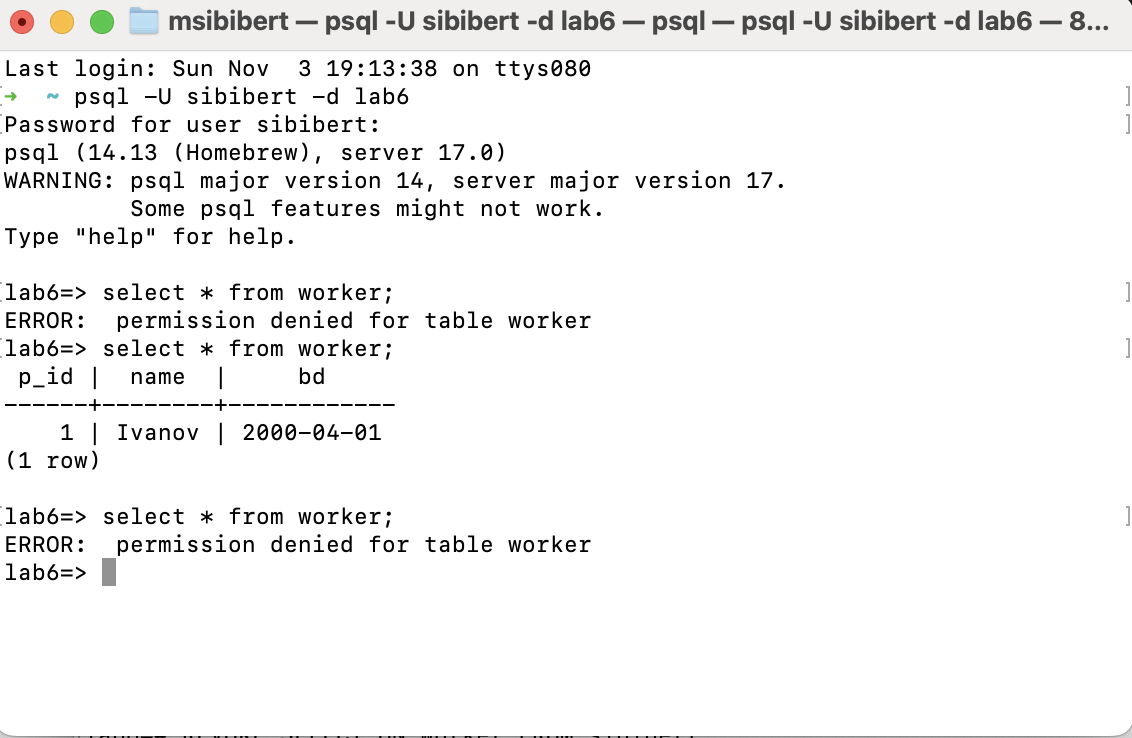 msibibert — psql -U sibibert -d lab6 — psql — psql -U sibibert -d lab6 — 8...
Last login: Sun Nov  3 19:13:38 on ttys080
→  ~ psql -U sibibert -d lab6
Password for user sibibert:
psql (14.13 (Homebrew), server 17.0)
WARNING: psql major version 14, server major version 17.
         Some psql features might not work.
Type "help" for help.
lab6=> select * from worker;
ERROR:  permission denied for table worker
lab6=> select * from worker;
 p_id |  name  |     bd
------+--------+------------
    1 | Ivanov | 2000-04-01
(1 row)
lab6=> select * from worker;
ERROR:  permission denied for table worker
lab6=>